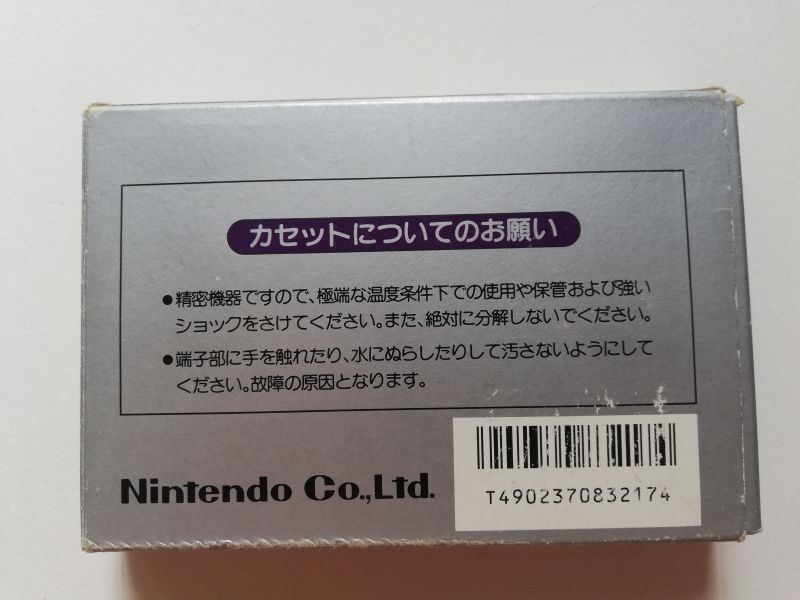 カセットについてのお願い
●精密機器ですので、極端な温度条件下での使用や保管および強い
ショックをさけてください。また、絶対に分解しないでください。
●端子部に手を触れたり、水にぬらしたりして汚さないようにして
ください。故障の原因となります。
Nintendo Co.,Ltd.
T4902370832174